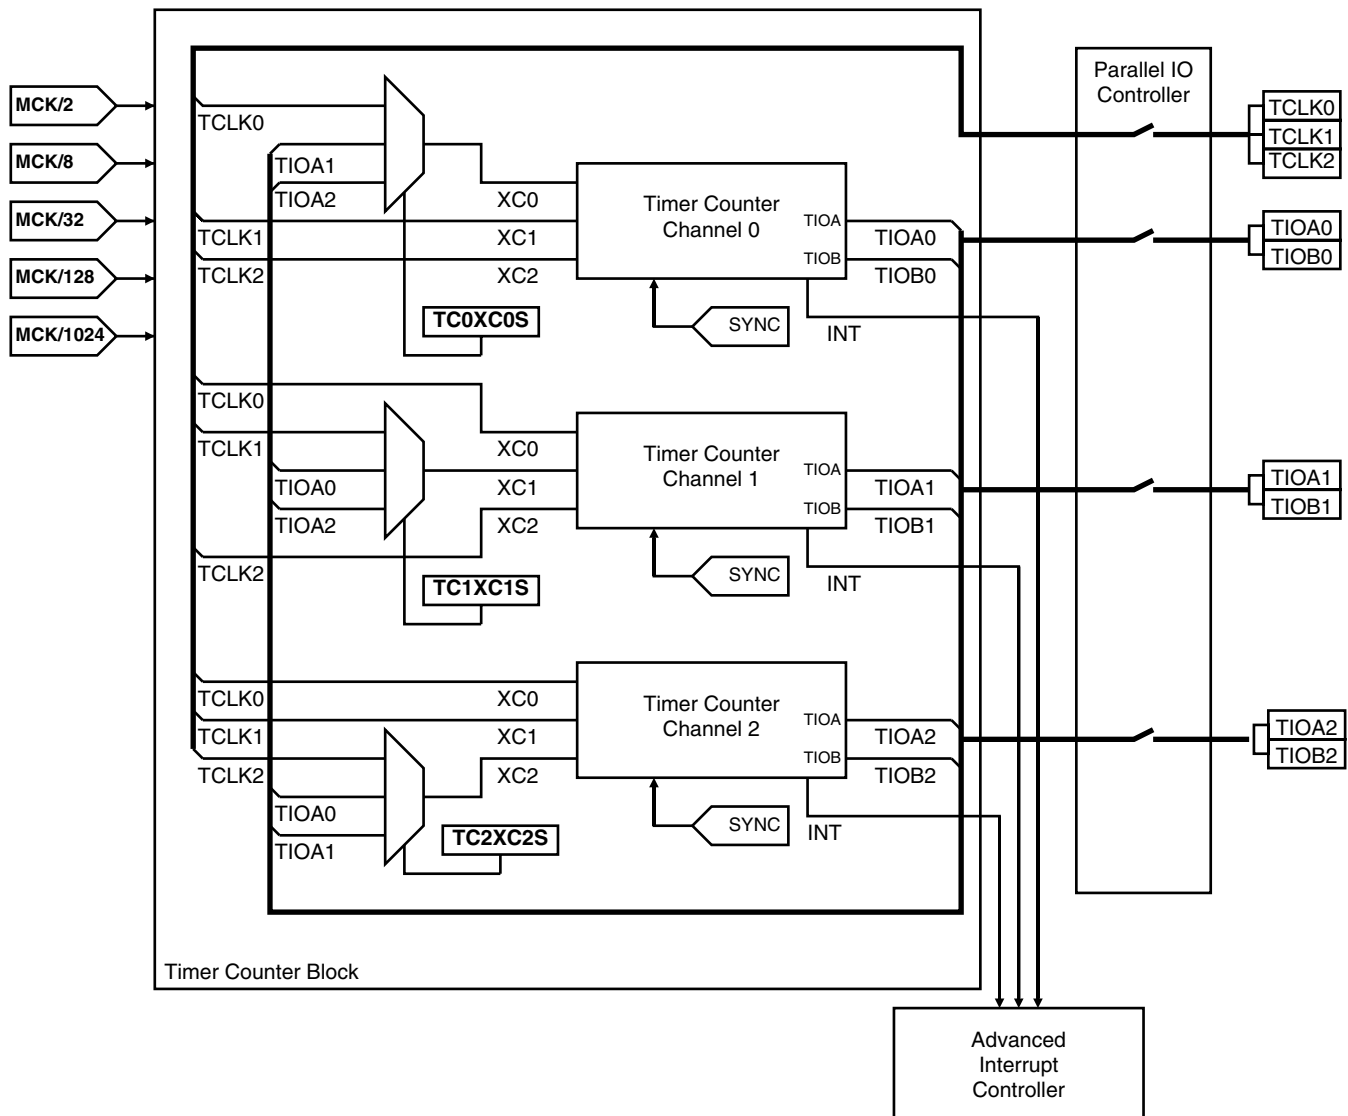 MCK/2
MCK/8
MCK/32
MCK/128
MCK/1024
TCLK0
TIOA1
TIOA2
TCLK1
TCLK2
XC0
XC1
XC2
TC0XC0S
Timer Counter
Channel 0
TIOA
TIOB
TIOA0
TIOB0
SYNC
INT
TCLK0
TCLK1
TIOA0
TIOA2
TCLK2
XC0
XC1
XC2
TC1XC1S
Timer Counter
Channel 1
TIOA
TIOB
TIOA1
TIOB1
SYNC
INT
TCLK0
TCLK1
TCLK2
TIOA0
TIOA1
XC0
XC1
XC2
TC2XC2S
Timer Counter
Channel 2
TIOA
TIOB
TIOA2
TIOB2
SYNC
INT
Timer Counter Block
Parallel IO
Controller
TCLK0
TCLK1
TCLK2
TIOA0
TIOB0
TIOA1
TIOB1
TIOA2
TIOB2
Advanced
Interrupt
Controller